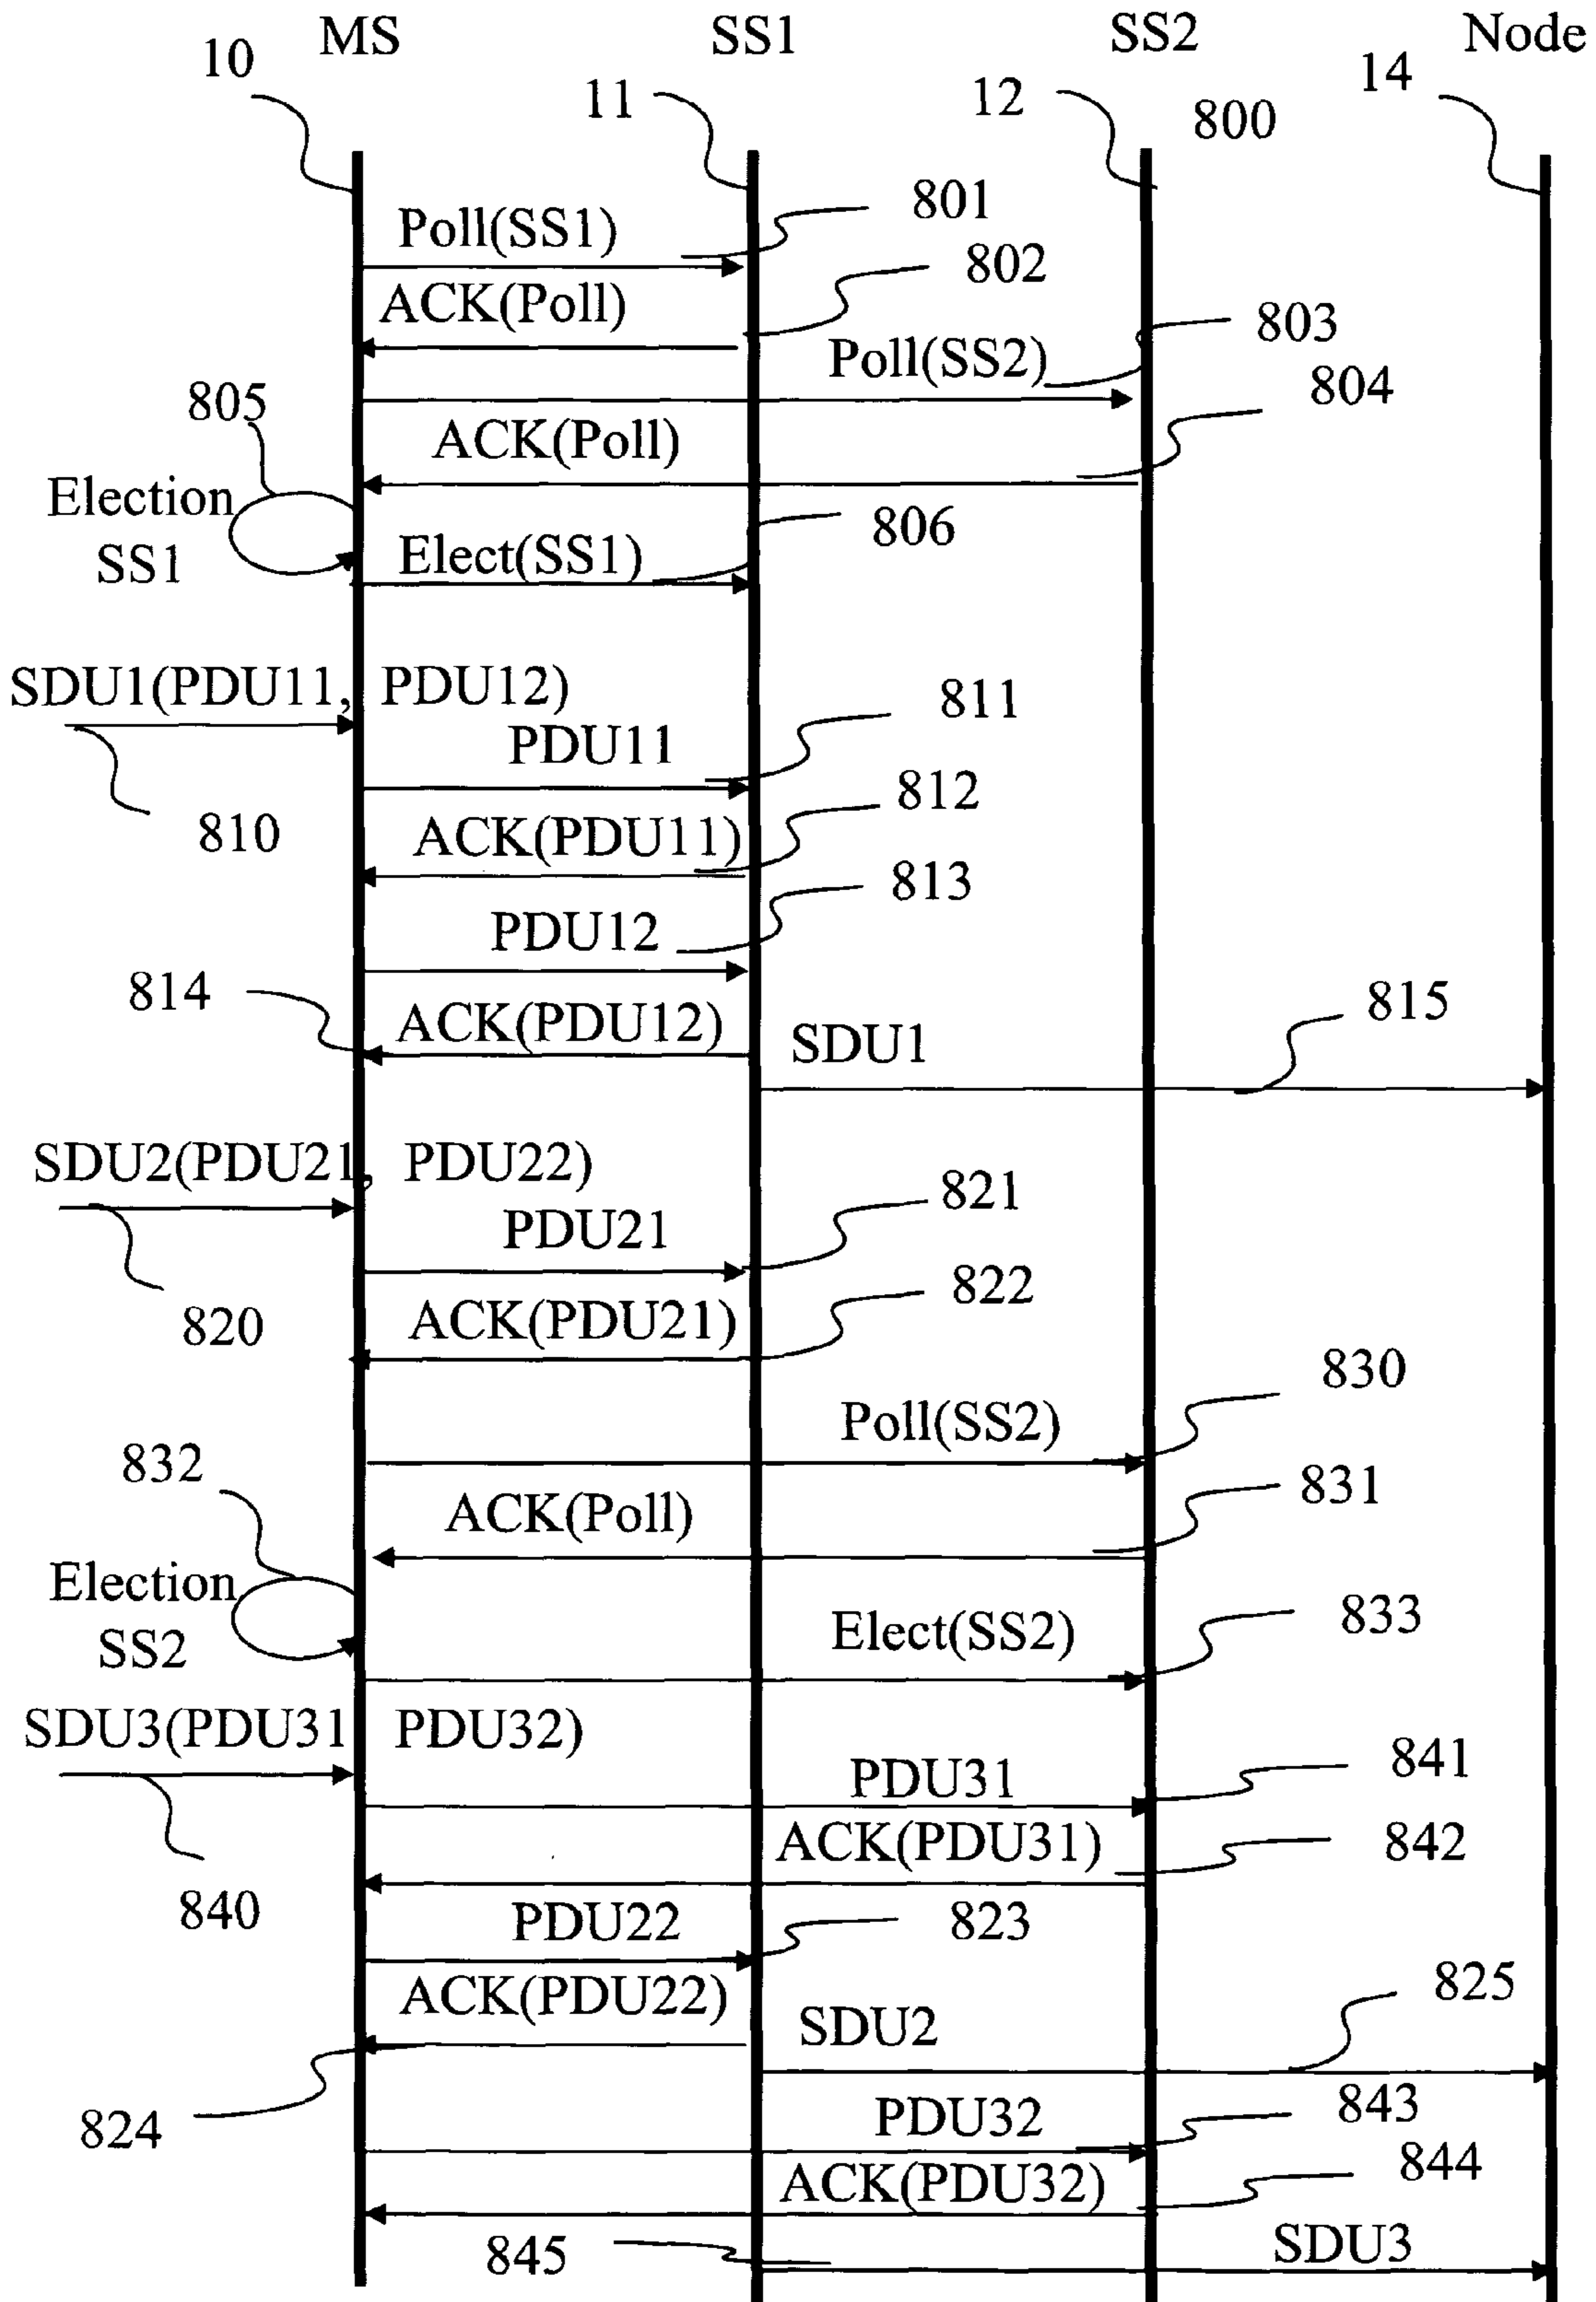 MS
SS1
SS2
Node
10
11
12
14
800
Poll(SS1)
801
ACK(Poll)
802
Poll(SS2)
803
804
805
ACK(Poll)
Election
SS1
Elect(SS1)
806
SDU1(PDU11, PDU12)
811
PDU11
810
812
ACK(PDU11)
813
PDU12
814
ACK(PDU12)
SDU1
815
SDU2(PDU21, PDU22)
821
PDU21
820
822
ACK(PDU21)
830
Poll(SS2)
832
831
ACK(Poll)
Election
SS2
Elect(SS2)
833
SDU3(PDU31 PDU32)
PDU31
841
ACK(PDU31)
842
840
PDU22
823
ACK(PDU22)
SDU2
825
824
PDU32
843
ACK(PDU32)
844
845
SDU3